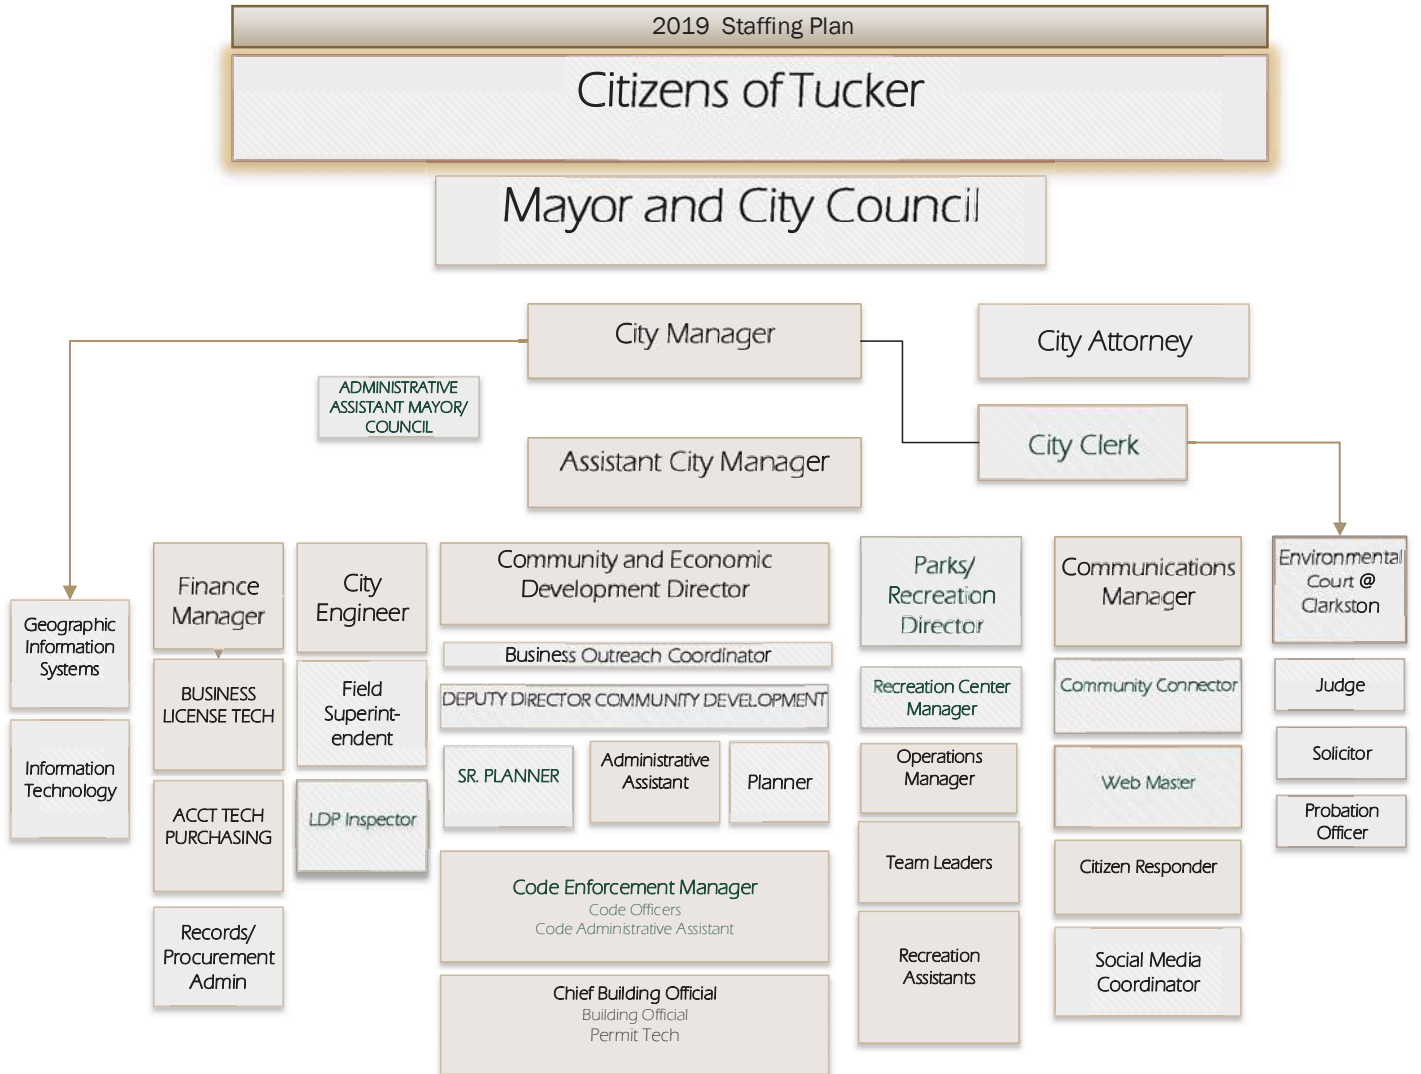 2019 Staffing Plan
Citizens of Tucker
Mayor and City Council
City Manager
City Attorney
ADMINISTRATIVE
ASSISTANT MAYOR/
COUNCIL
City Clerk
Assistant City Manager
Geographic
Information
Systems
Information
Technology
Finance
Manager
BUSINESS
LICENSE TECH
ACCT TECH
PURCHASING
Records/
Procurement
Admin
City
Engineer
Field
Superint-
endent
LDP Inspector
Community and Economic
Development Director
Business Outreach Coordinator
DEPUTY DIRECTOR COMMUNITY DEVELOPMENT
SR. PLANNER
Administrative
Assistant
Planner
Code Enforcement Manager
Code Officers
Code Administrative Assistant
Chief Building Official
Building Official
Permit Tech
Parks/
Recreation
Director
Recreation Center
Manager
Operations
Manager
Team Leaders
Recreation
Assistants
Communications
Manager
Community Connector
Web Master
Citizen Responder
Social Media
Coordinator
Environmental
Court @
Clarkston
Judge
Solicitor
Probation
Officer